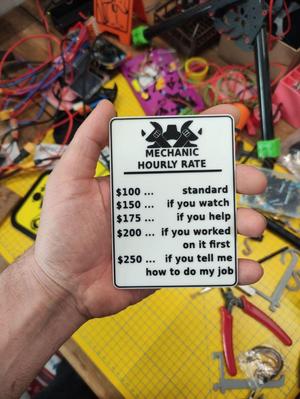 MECHANIC
HOURLY RATE
$100 ... standard
$150 ... if you watch
$175 ... if you help
$200 ... if you worked
on it first
$250 ... if you tell me
how to do my job